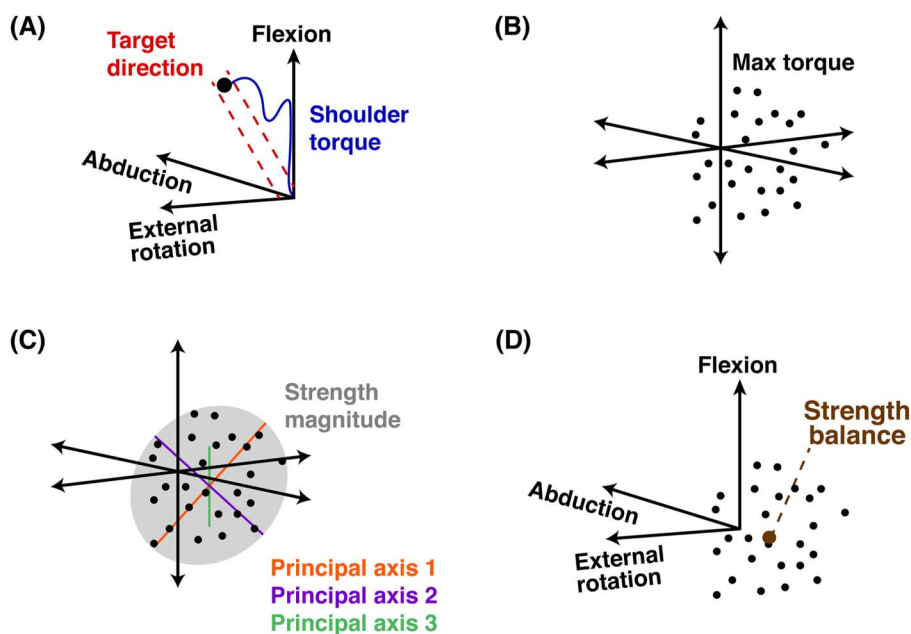 (A)
Target
direction
Flexion
Shoulder
torque
Abduction
External
rotation
(B)
Max torque
(C)
Strength
magnitude
Principal axis 1
Principal axis 2
Principal axis 3
(D)
Flexion
Strength
balance
Abduction
External
rotation